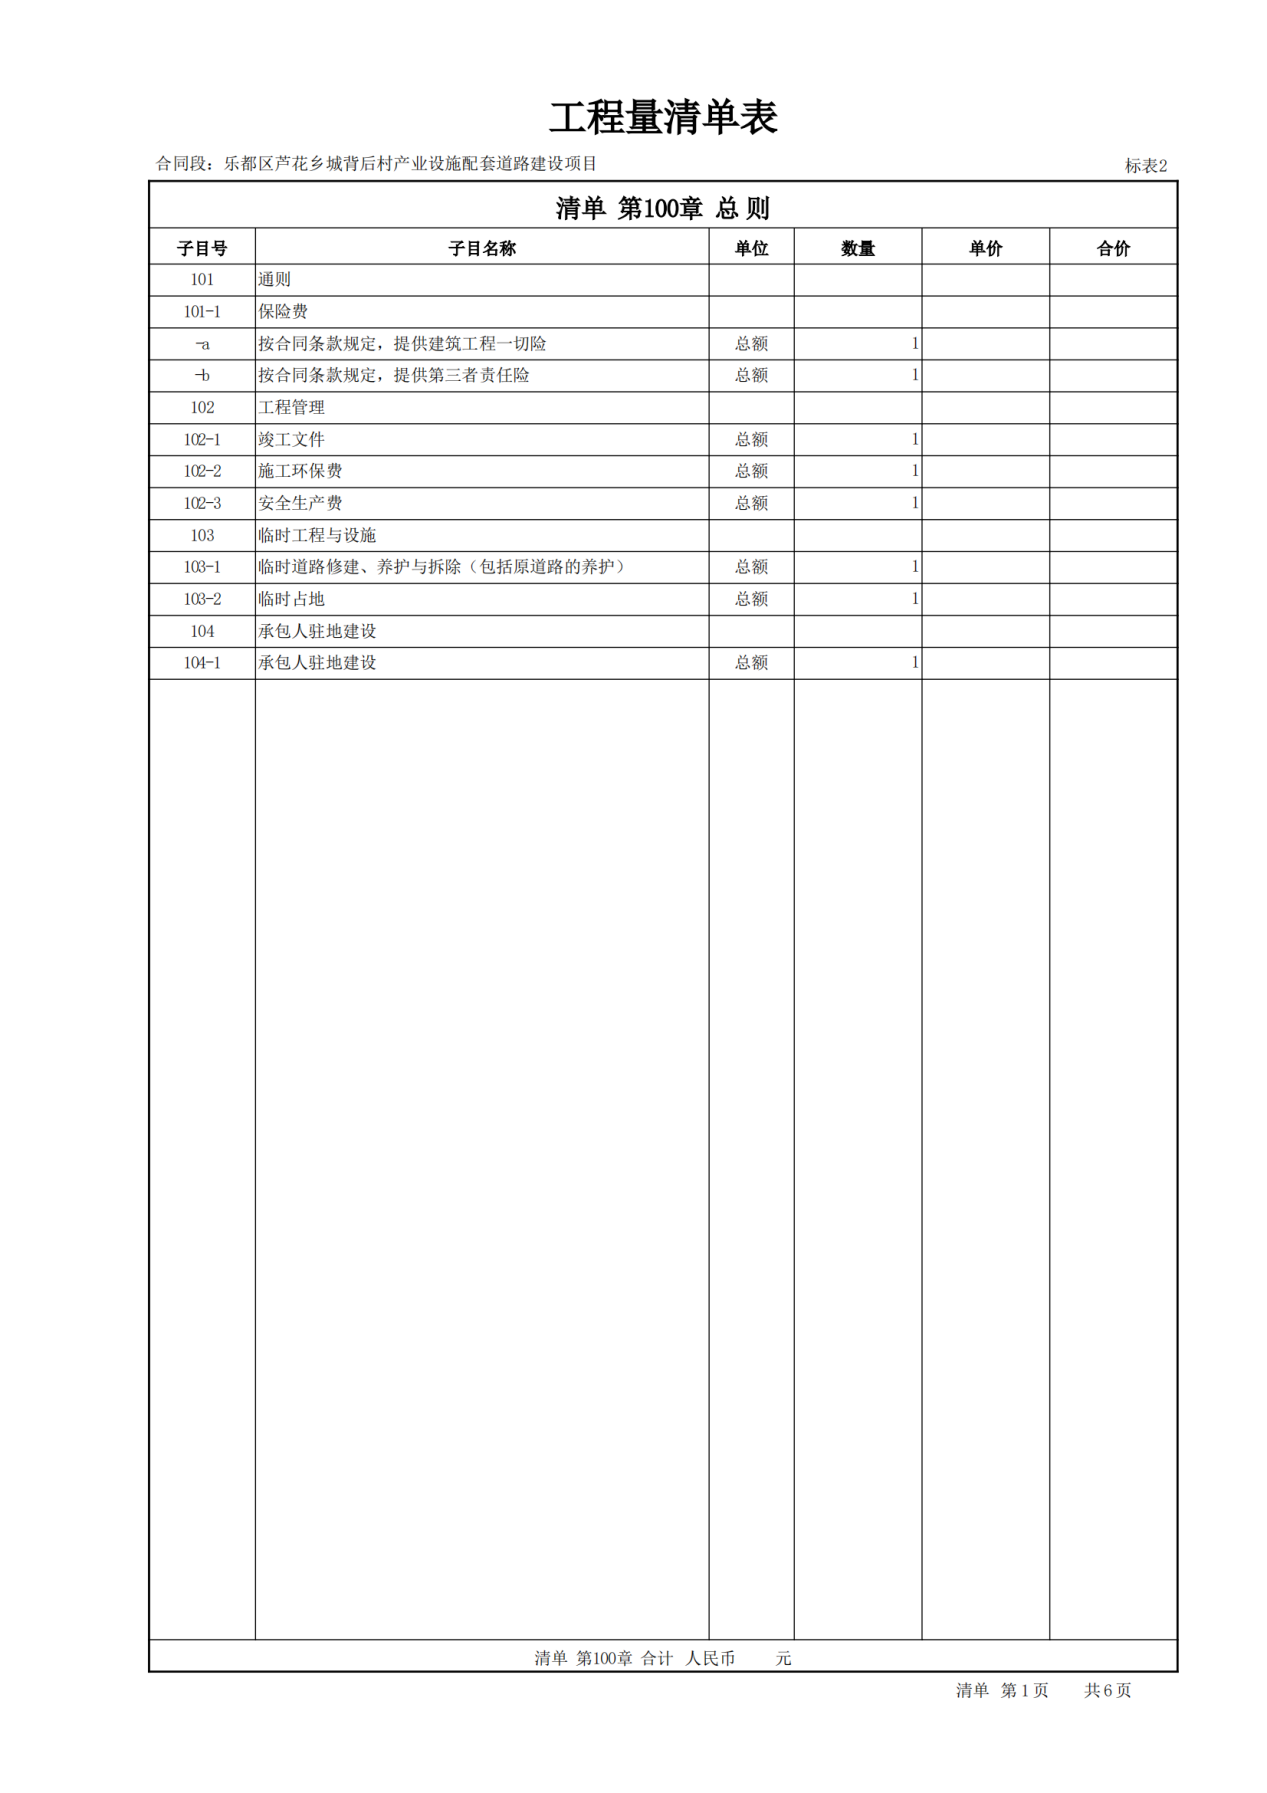 工程量清单表
合同段：乐都区芦花乡城背后村产业设施配套道路建设项目 标表2
清单 第100章 总 则
子目号 子目名称 单位 数量 单价 合价
101 通则
101-1 保险费
-a 按合同条款规定，提供建筑工程一切险 总额 1
-b 按合同条款规定，提供第三者责任险 总额 1
102 工程管理
102-1 竣工文件 总额 1
102-2 施工环保费 总额 1
102-3 安全生产费 总额 1
103 临时工程与设施
103-1 临时道路修建、养护与拆除（包括原道路的养护） 总额 1
103-2 临时占地 总额 1
104 承包人驻地建设
104-1 承包人驻地建设 总额 1
清单 第100章 合计 人民币 元
清单 第1页 共6页